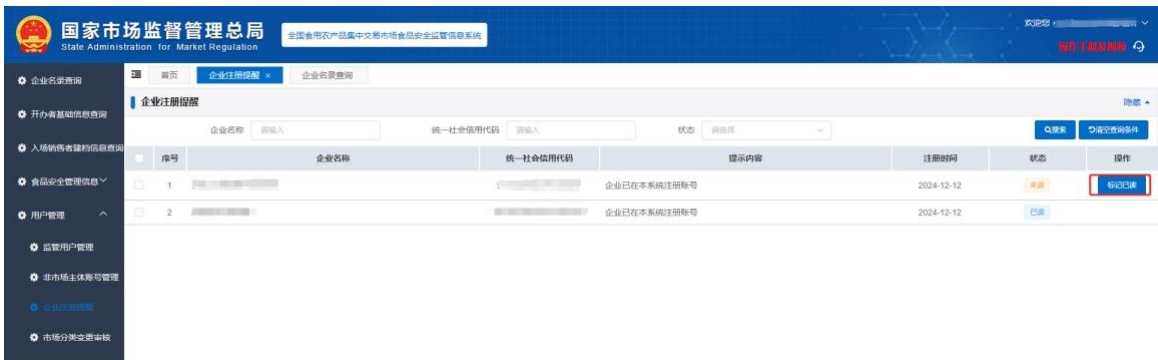 国家市场监督管理总局
State Administration for Market Regulation
全国食用农产品集中交易市场食品安全监管信息系统
欢迎您
企业名录查询
开办者基础信息查询
入场销售者建档信息查询
食品安全管理信息
用户管理
监管用户管理
非市场主体账号管理
企业注册提醒
市场分类变更审核
首页 企业注册提醒 × 企业名录查询
企业注册提醒 隐藏
企业名称 请输入 统一社会信用代码 请输入 状态 请选择 搜索 清空查询条件
序号 企业名称 统一社会信用代码 提示内容 注册时间 状态 操作
1 企业已在本系统注册账号 2024-12-12 未读 标记已读
2 企业已在本系统注册账号 2024-12-12 已读